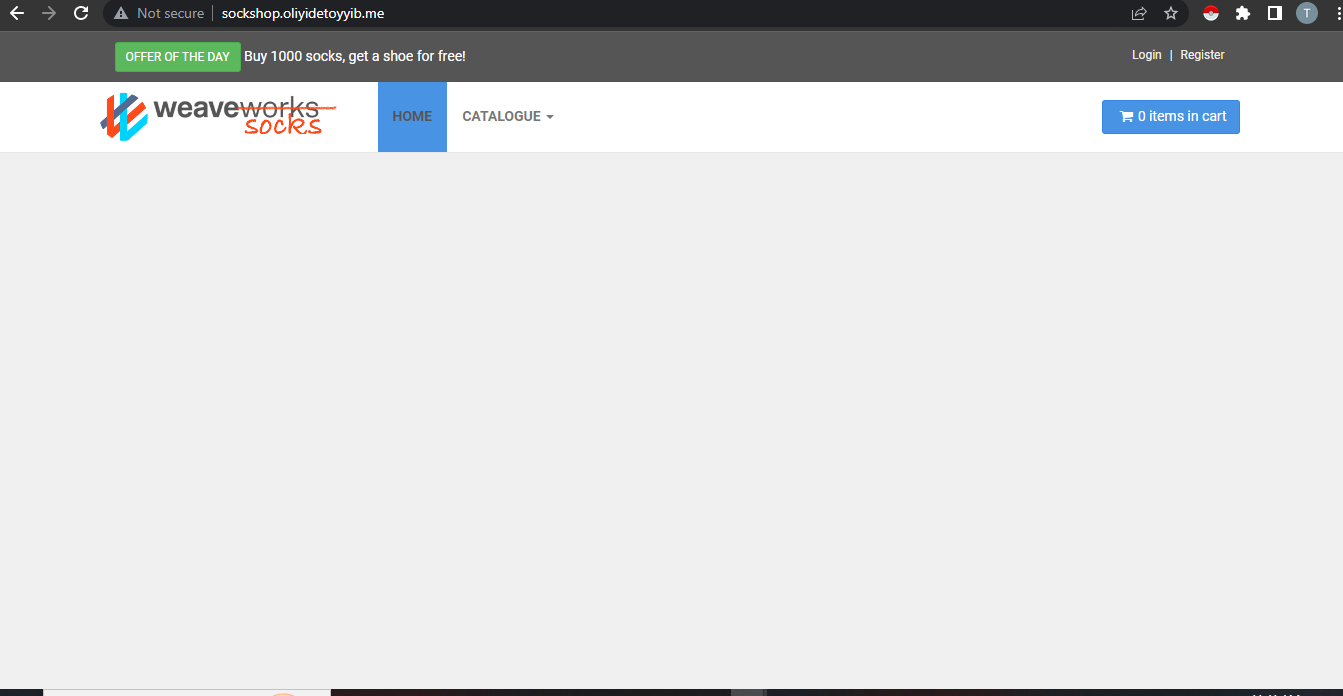 Not secure sockshop.oliyidetoyyib.me T
OFFER OF THE DAY Buy 1000 socks, get a shoe for free!
Login | Register
weaveworks
socks
HOME CATALOGUE
0 items in cart